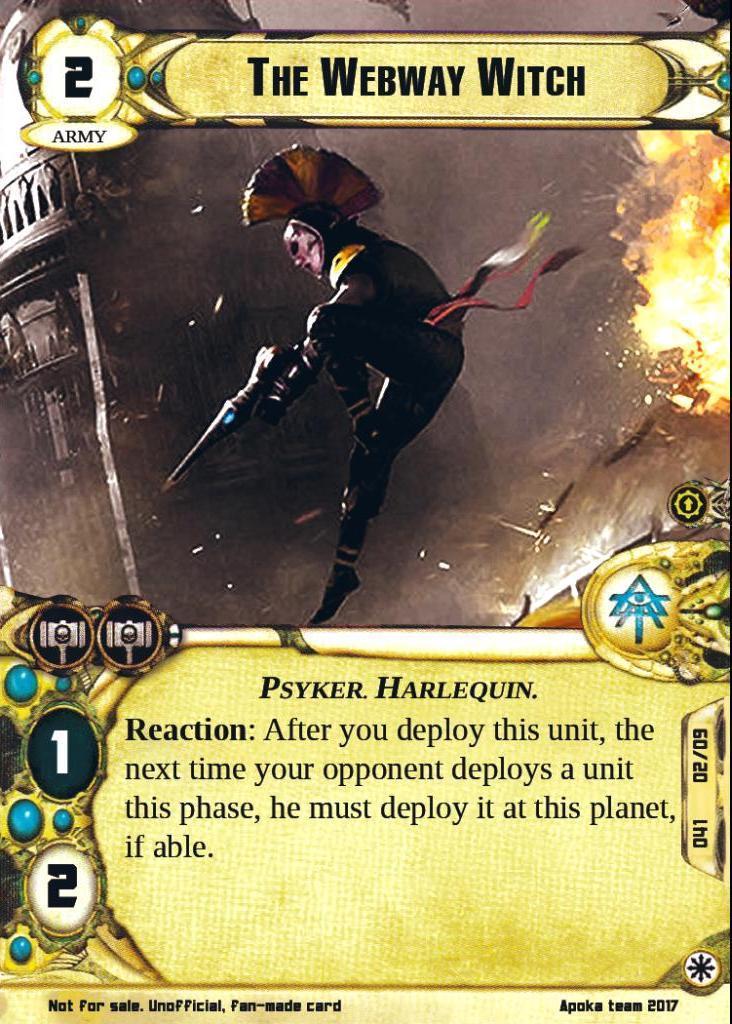 2
THE WEBWAY WITCH
ARMY
PSYKER. HARLEQUIN.
Reaction: After you deploy this unit, the
next time your opponent deploys a unit
this phase, he must deploy it at this planet,
if able.
1
2
02/09
041
Not for sale. Unofficial, fan-made card
Apoka team 2017